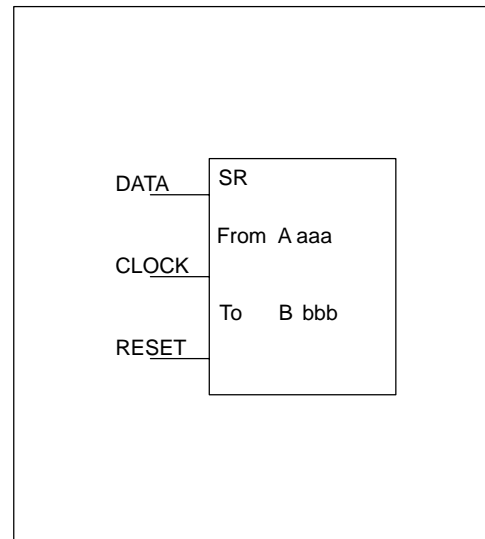 DATA
SR
From A aaa
CLOCK
To B bbb
RESET